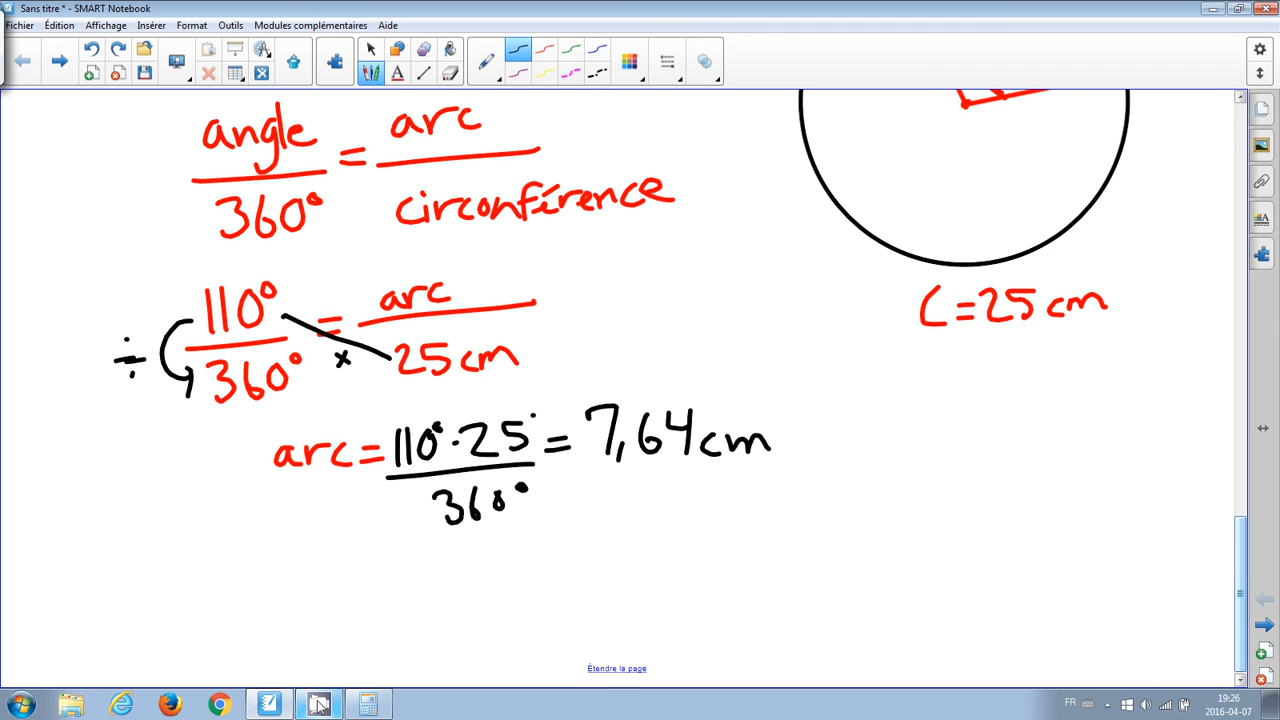 Sans titre * - SMART Notebook
Fichier Édition Affichage Insérer Format Outils Modules complémentaires Aide
angle = arc
360° circonférence
110° = arc
÷ 360° × 25 cm
C = 25 cm
arc = 110° · 25 = 7,64 cm
360°
Étendre la page
FR
19:26
2016-04-07